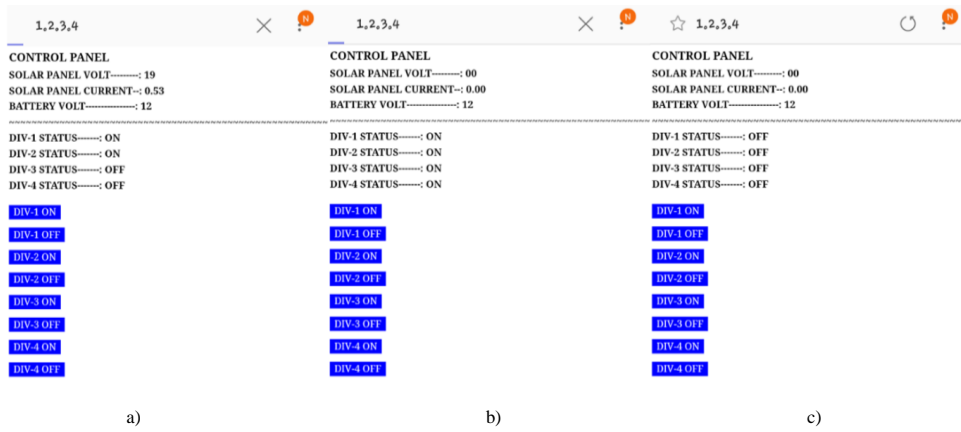 1,2,3,4
N
CONTROL PANEL
SOLAR PANEL VOLT---------: 19
SOLAR PANEL CURRENT--: 0.53
BATTERY VOLT----------------: 12
DIV-1 STATUS-------: ON
DIV-2 STATUS-------: ON
DIV-3 STATUS-------: OFF
DIV-4 STATUS-------: OFF
DIV-1 ON
DIV-1 OFF
DIV-2 ON
DIV-2 OFF
DIV-3 ON
DIV-3 OFF
DIV-4 ON
DIV-4 OFF
a)
1,2,3,4
N
CONTROL PANEL
SOLAR PANEL VOLT---------: 00
SOLAR PANEL CURRENT--: 0.00
BATTERY VOLT----------------: 12
DIV-1 STATUS-------: ON
DIV-2 STATUS-------: ON
DIV-3 STATUS-------: ON
DIV-4 STATUS-------: ON
DIV-1 ON
DIV-1 OFF
DIV-2 ON
DIV-2 OFF
DIV-3 ON
DIV-3 OFF
DIV-4 ON
DIV-4 OFF
b)
1,2,3,4
N
CONTROL PANEL
SOLAR PANEL VOLT---------: 00
SOLAR PANEL CURRENT--: 0.00
BATTERY VOLT----------------: 12
DIV-1 STATUS-------: OFF
DIV-2 STATUS-------: OFF
DIV-3 STATUS-------: OFF
DIV-4 STATUS-------: OFF
DIV-1 ON
DIV-1 OFF
DIV-2 ON
DIV-2 OFF
DIV-3 ON
DIV-3 OFF
DIV-4 ON
DIV-4 OFF
c)